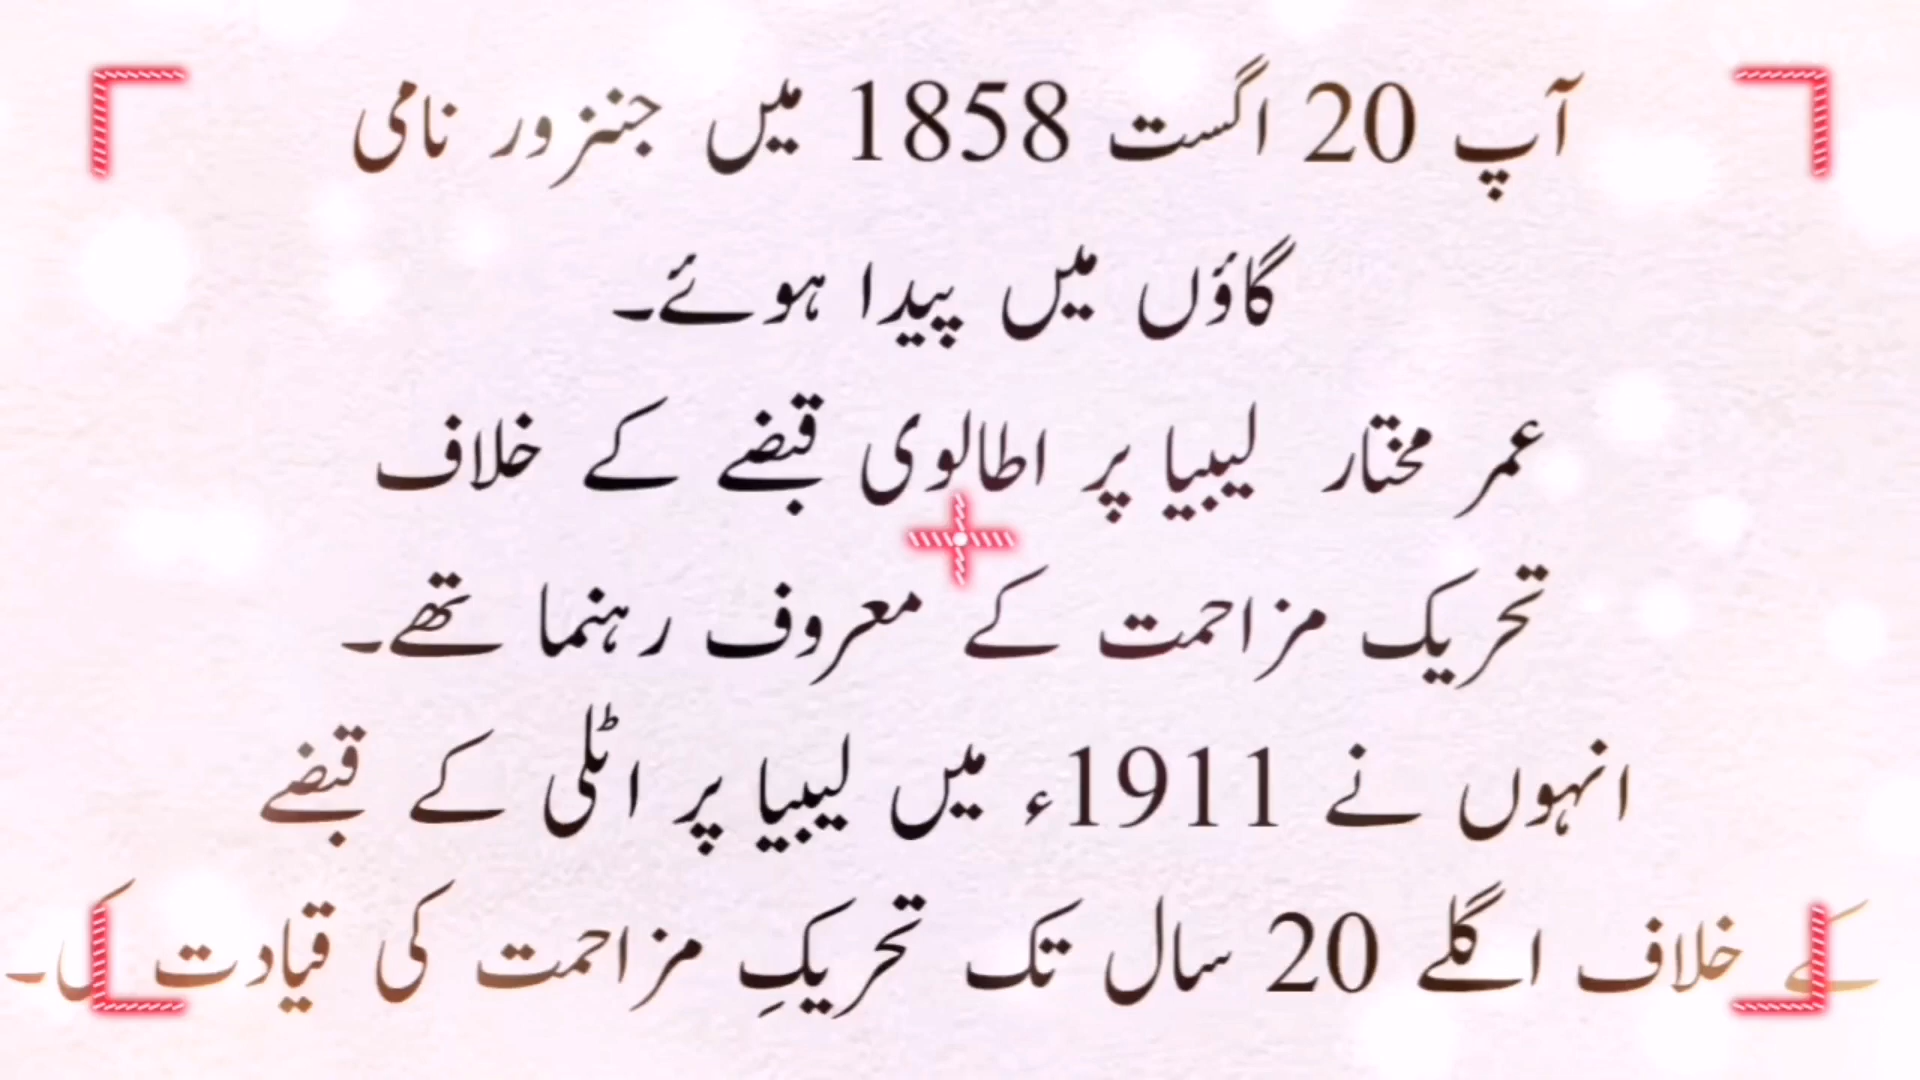 آپ 20 اگست 1858 میں جنزور نامی
گاؤں میں پیدا ہوئے۔
عمر مختار لیبیا پر اطالوی قبضے کے خلاف
تحریک مزاحمت کے معروف رہنما تھے۔
انہوں نے 1911ء میں لیبیا پر اٹلی کے قبضے
کے خلاف اگلے 20 سال تک تحریکِ مزاحمت کی قیادت کی۔